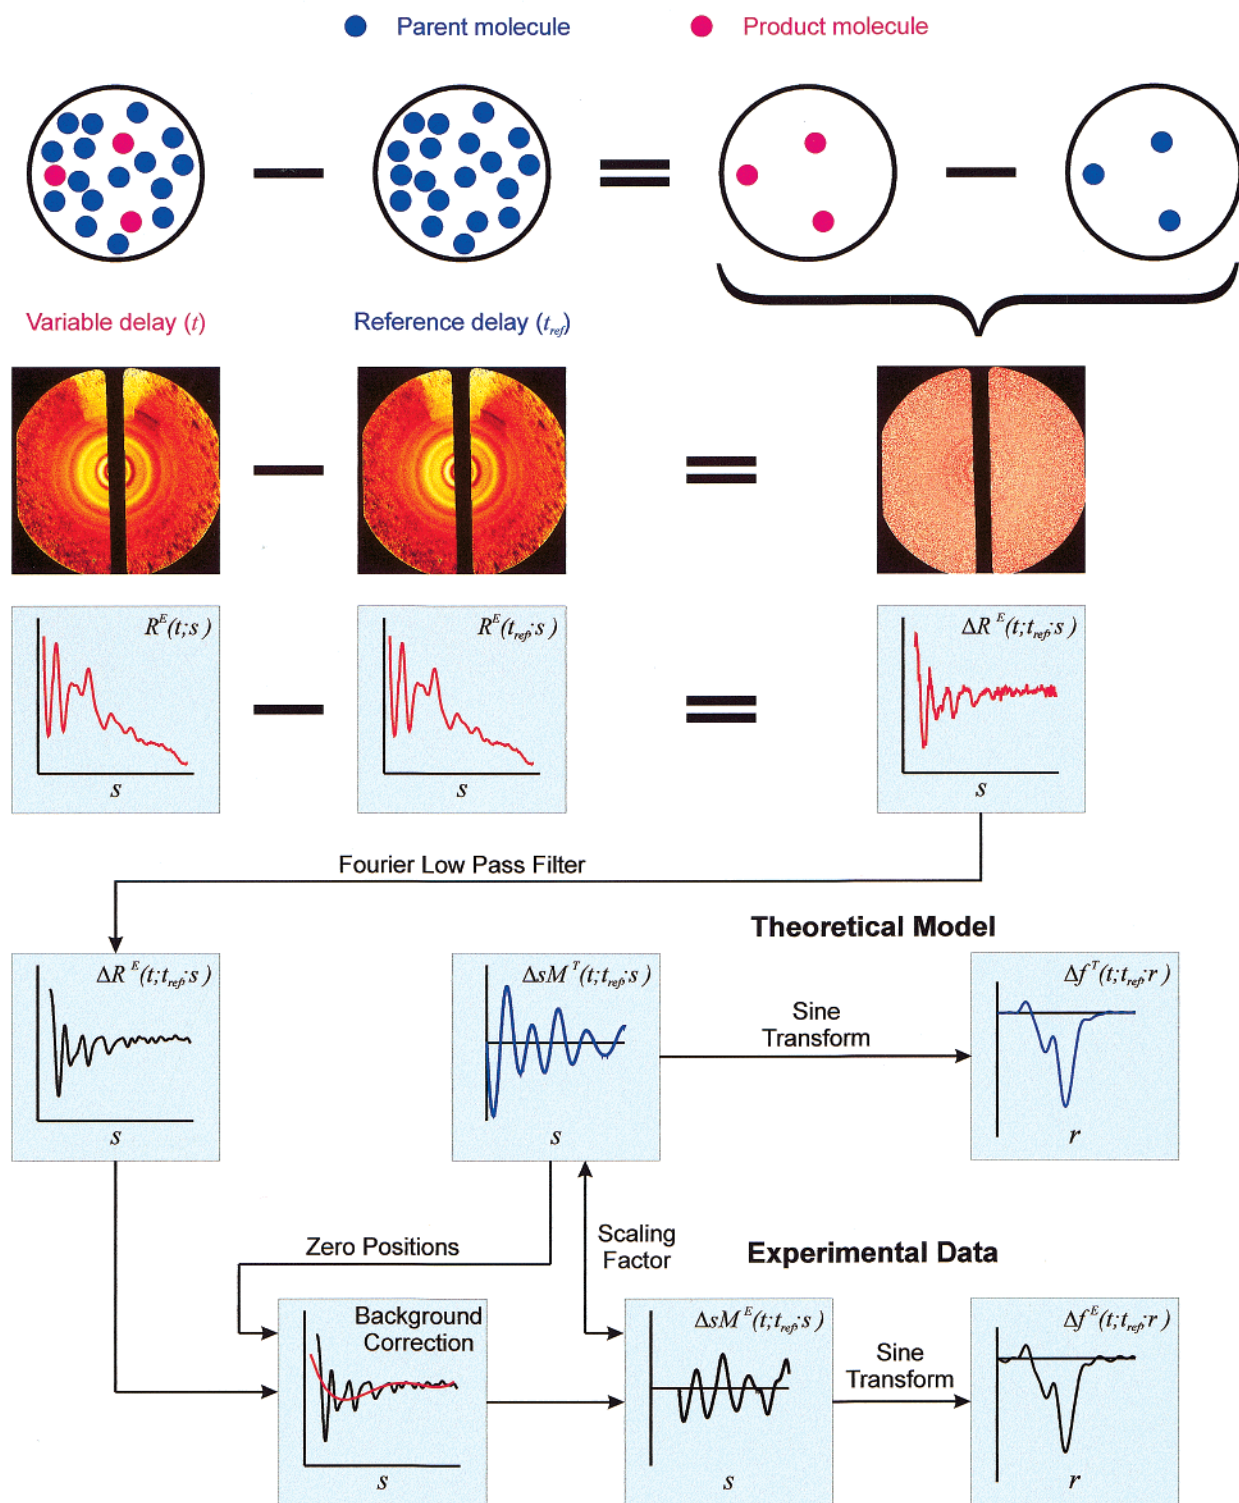 Parent molecule
Product molecule
Variable delay (t)
Reference delay (t_ref)
R^E(t;s)
s
R^E(t_ref;s)
s
ΔR^E(t;t_ref;s)
s
Fourier Low Pass Filter
Theoretical Model
ΔR^E(t;t_ref;s)
s
ΔsM^T(t;t_ref;s)
s
Sine
Transform
Δf^T(t;t_ref;r)
r
Zero Positions
Scaling
Factor
Experimental Data
Background
Correction
s
ΔsM^E(t;t_ref;s)
s
Sine
Transform
Δf^E(t;t_ref;r)
r